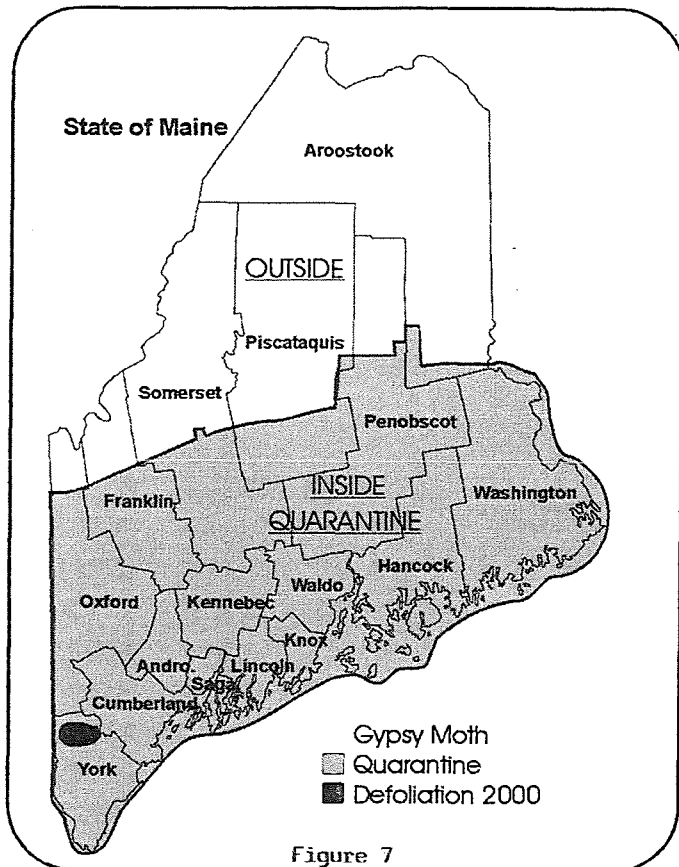 State of Maine
Aroostook
OUTSIDE
Piscataquis
Somerset
Penobscot
Franklin
INSIDE
QUARANTINE
Washington
Hancock
Waldo
Oxford
Kennebec
Knox
Andro.
Lincoln
Saga.
Cumberland
York
Gypsy Moth
Quarantine
Defoliation 2000
Figure 7